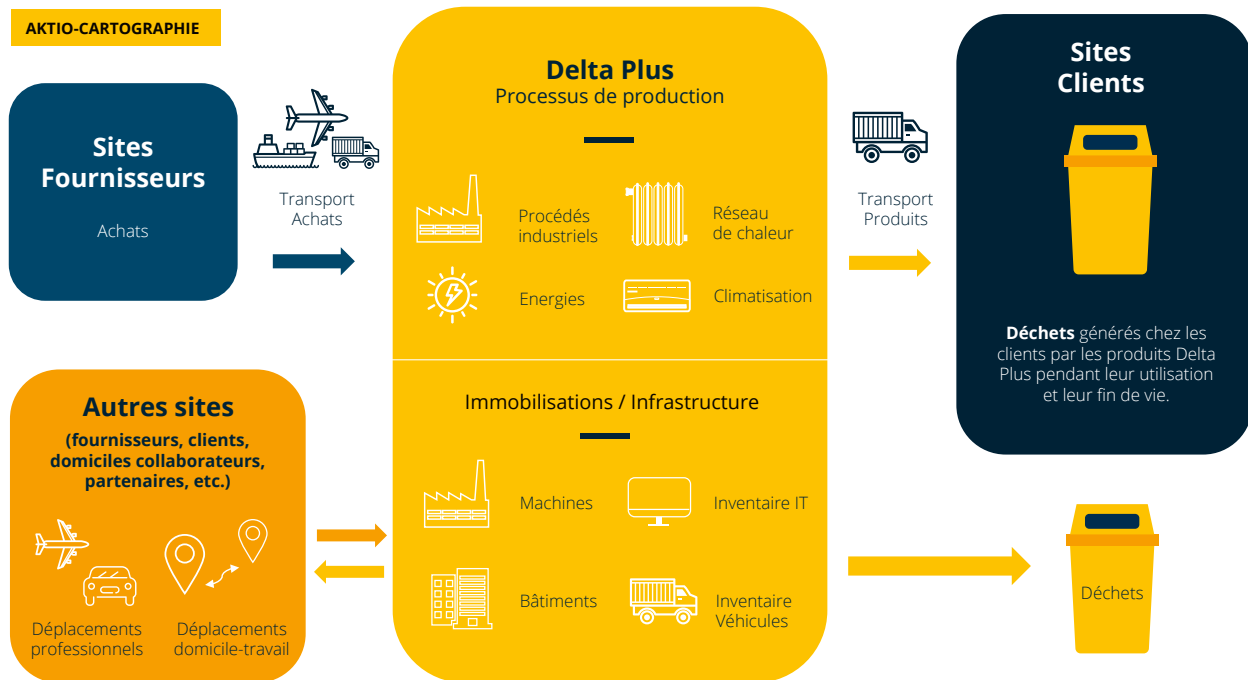 AKTIO-CARTOGRAPHIE
Sites
Fournisseurs
Achats
Transport
Achats
Delta Plus
Processus de production
Procédés
industriels
Réseau
de chaleur
Energies
Climatisation
Transport
Produits
Sites
Clients
Déchets générés chez les
clients par les produits Delta
Plus pendant leur utilisation
et leur fin de vie.
Autres sites
(fournisseurs, clients,
domiciles collaborateurs,
partenaires, etc.)
Déplacements
professionnels
Déplacements
domicile-travail
Immobilisations / Infrastructure
Machines
Inventaire IT
Bâtiments
Inventaire
Véhicules
Déchets